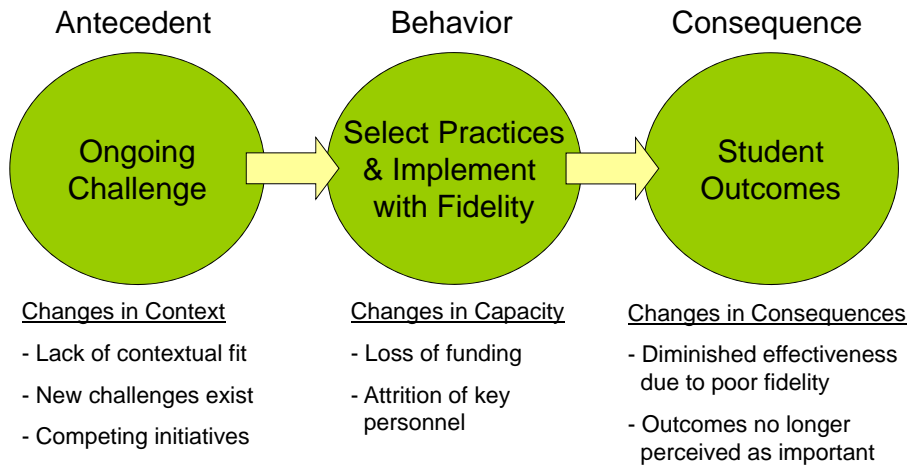 Antecedent
Behavior
Consequence
Ongoing
Challenge
Select Practices
& Implement
with Fidelity
Student
Outcomes
Changes in Context
- Lack of contextual fit
- New challenges exist
- Competing initiatives
Changes in Capacity
- Loss of funding
- Attrition of key
personnel
Changes in Consequences
- Diminished effectiveness
due to poor fidelity
- Outcomes no longer
perceived as important